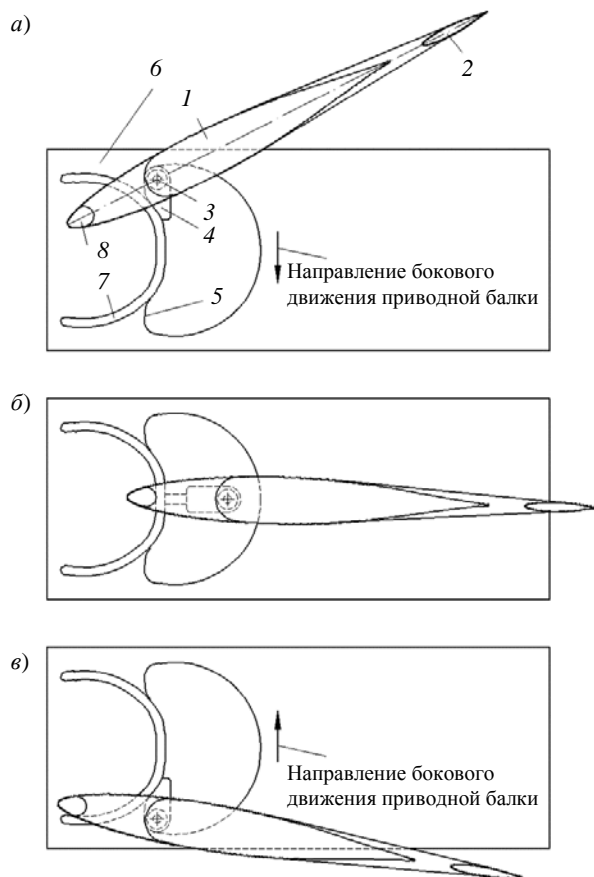 а)
6
1
2
3
4
8
7
5
Направление бокового
движения приводной балки
б)
в)
Направление бокового
движения приводной балки